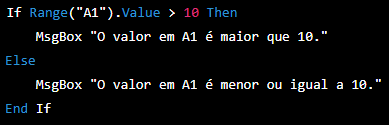 If Range("A1").Value > 10 Then
    MsgBox "O valor em A1 é maior que 10."
Else
    MsgBox "O valor em A1 é menor ou igual a 10."
End If